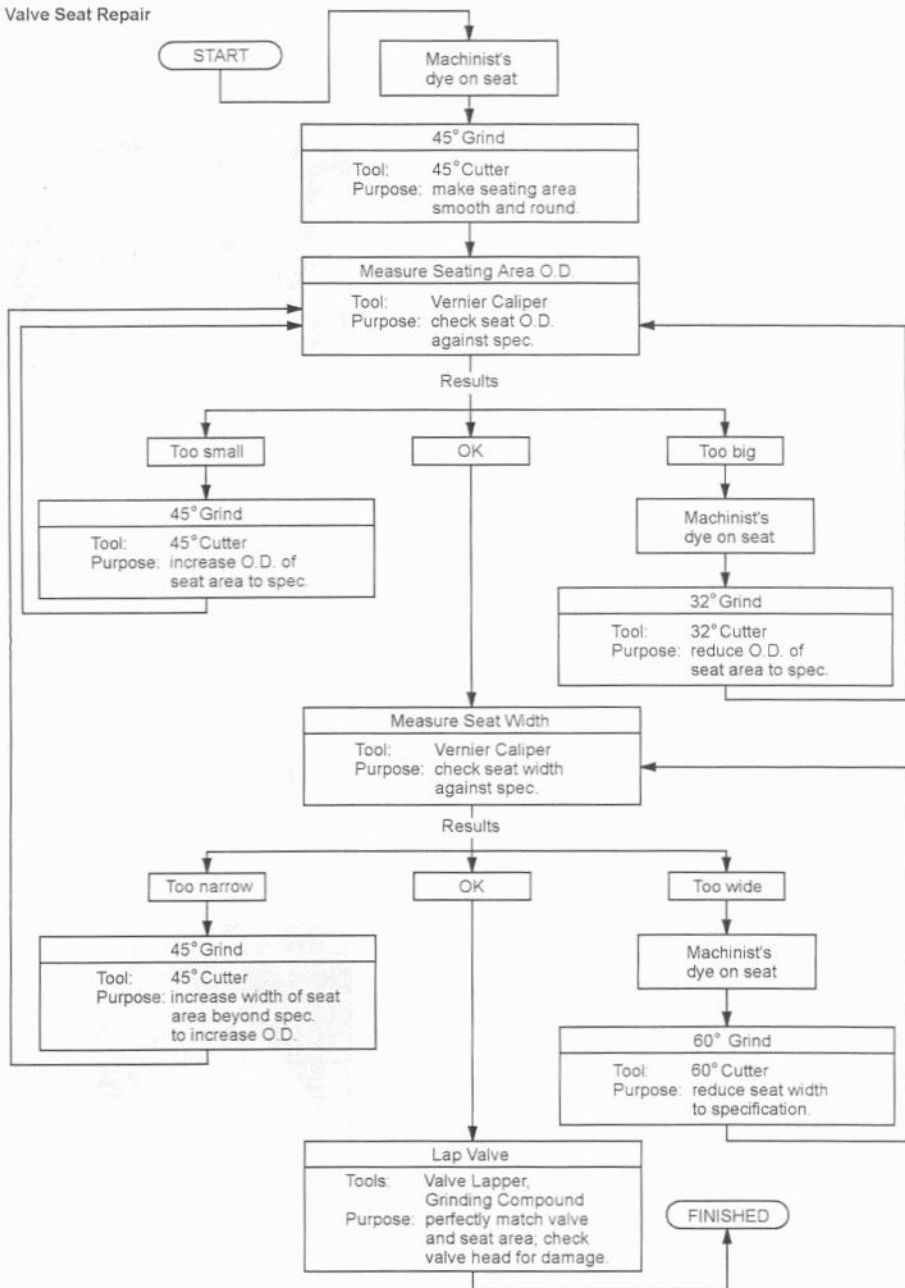 Valve Seat Repair
START
Machinist's
dye on seat
45° Grind
Tool: 45° Cutter
Purpose: make seating area
smooth and round.
Measure Seating Area O.D.
Tool: Vernier Caliper
Purpose: check seat O.D.
against spec.
Results
Too small
OK
Too big
45° Grind
Tool: 45° Cutter
Purpose: increase O.D. of
seat area to spec.
Machinist's
dye on seat
32° Grind
Tool: 32° Cutter
Purpose: reduce O.D. of
seat area to spec.
Measure Seat Width
Tool: Vernier Caliper
Purpose: check seat width
against spec.
Results
Too narrow
OK
Too wide
45° Grind
Tool: 45° Cutter
Purpose: increase width of seat
area beyond spec.
to increase O.D.
Machinist's
dye on seat
60° Grind
Tool: 60° Cutter
Purpose: reduce seat width
to specification.
Lap Valve
Tools: Valve Lapper,
Grinding Compound
Purpose: perfectly match valve
and seat area; check
valve head for damage.
FINISHED